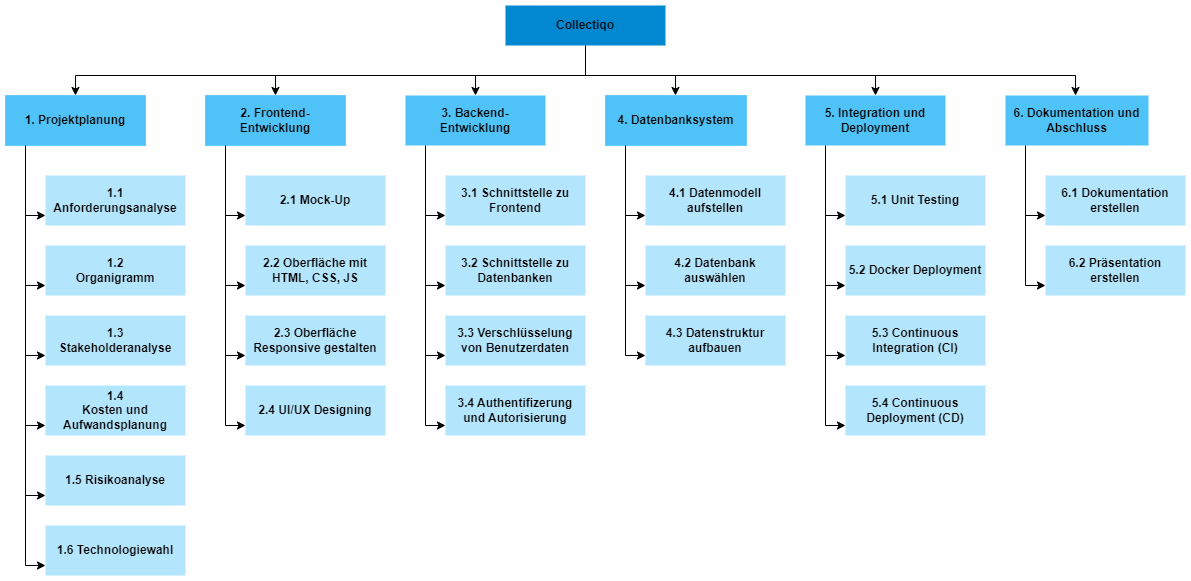 Collectiqo
1. Projektplanung
1.1
Anforderungsanalyse
1.2
Organigramm
1.3
Stakeholderanalyse
1.4
Kosten und
Aufwandsplanung
1.5 Risikoanalyse
1.6 Technologiewahl
2. Frontend-
Entwicklung
2.1 Mock-Up
2.2 Oberfläche mit
HTML, CSS, JS
2.3 Oberfläche
Responsive gestalten
2.4 UI/UX Designing
3. Backend-
Entwicklung
3.1 Schnittstelle zu
Frontend
3.2 Schnittstelle zu
Datenbanken
3.3 Verschlüsselung
von Benutzerdaten
3.4 Authentifizerung
und Autorisierung
4. Datenbanksystem
4.1 Datenmodell
aufstellen
4.2 Datenbank
auswählen
4.3 Datenstruktur
aufbauen
5. Integration und
Deployment
5.1 Unit Testing
5.2 Docker Deployment
5.3 Continuous
Integration (CI)
5.4 Continuous
Deployment (CD)
6. Dokumentation und
Abschluss
6.1 Dokumentation
erstellen
6.2 Präsentation
erstellen